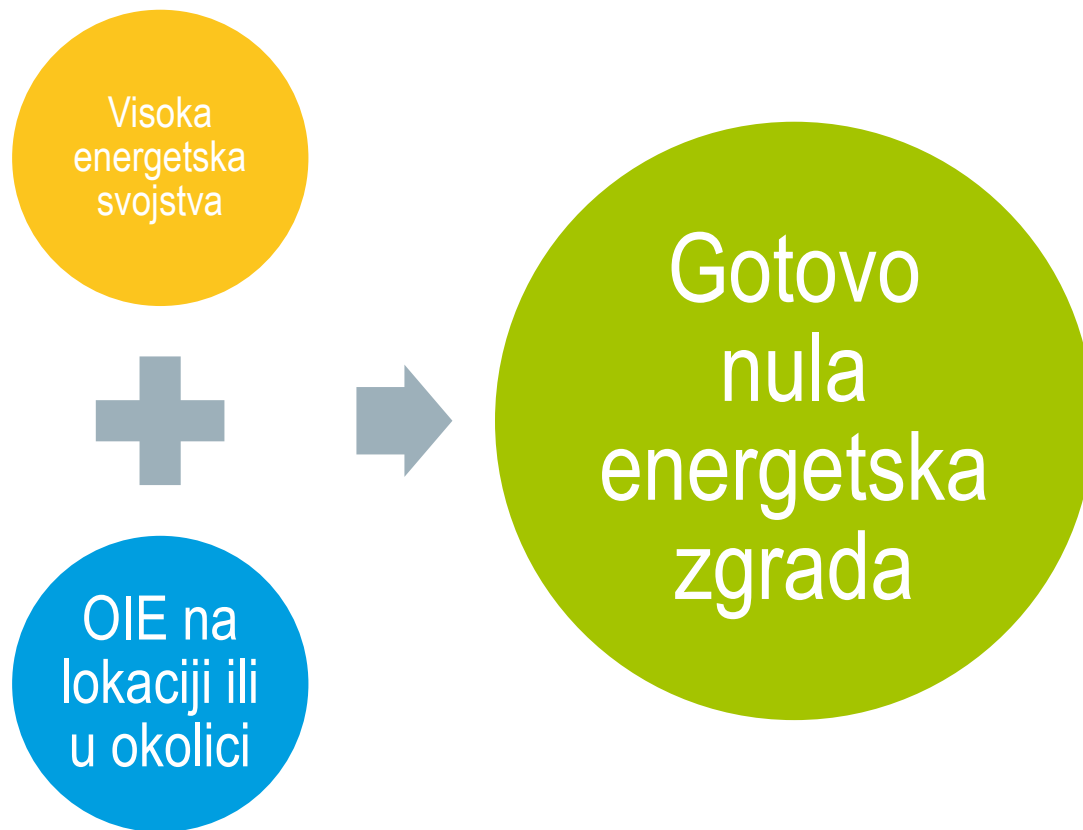 Visoka
energetska
svojstva
OIE na
lokaciji ili
u okolici
Gotovo
nula
energetska
zgrada